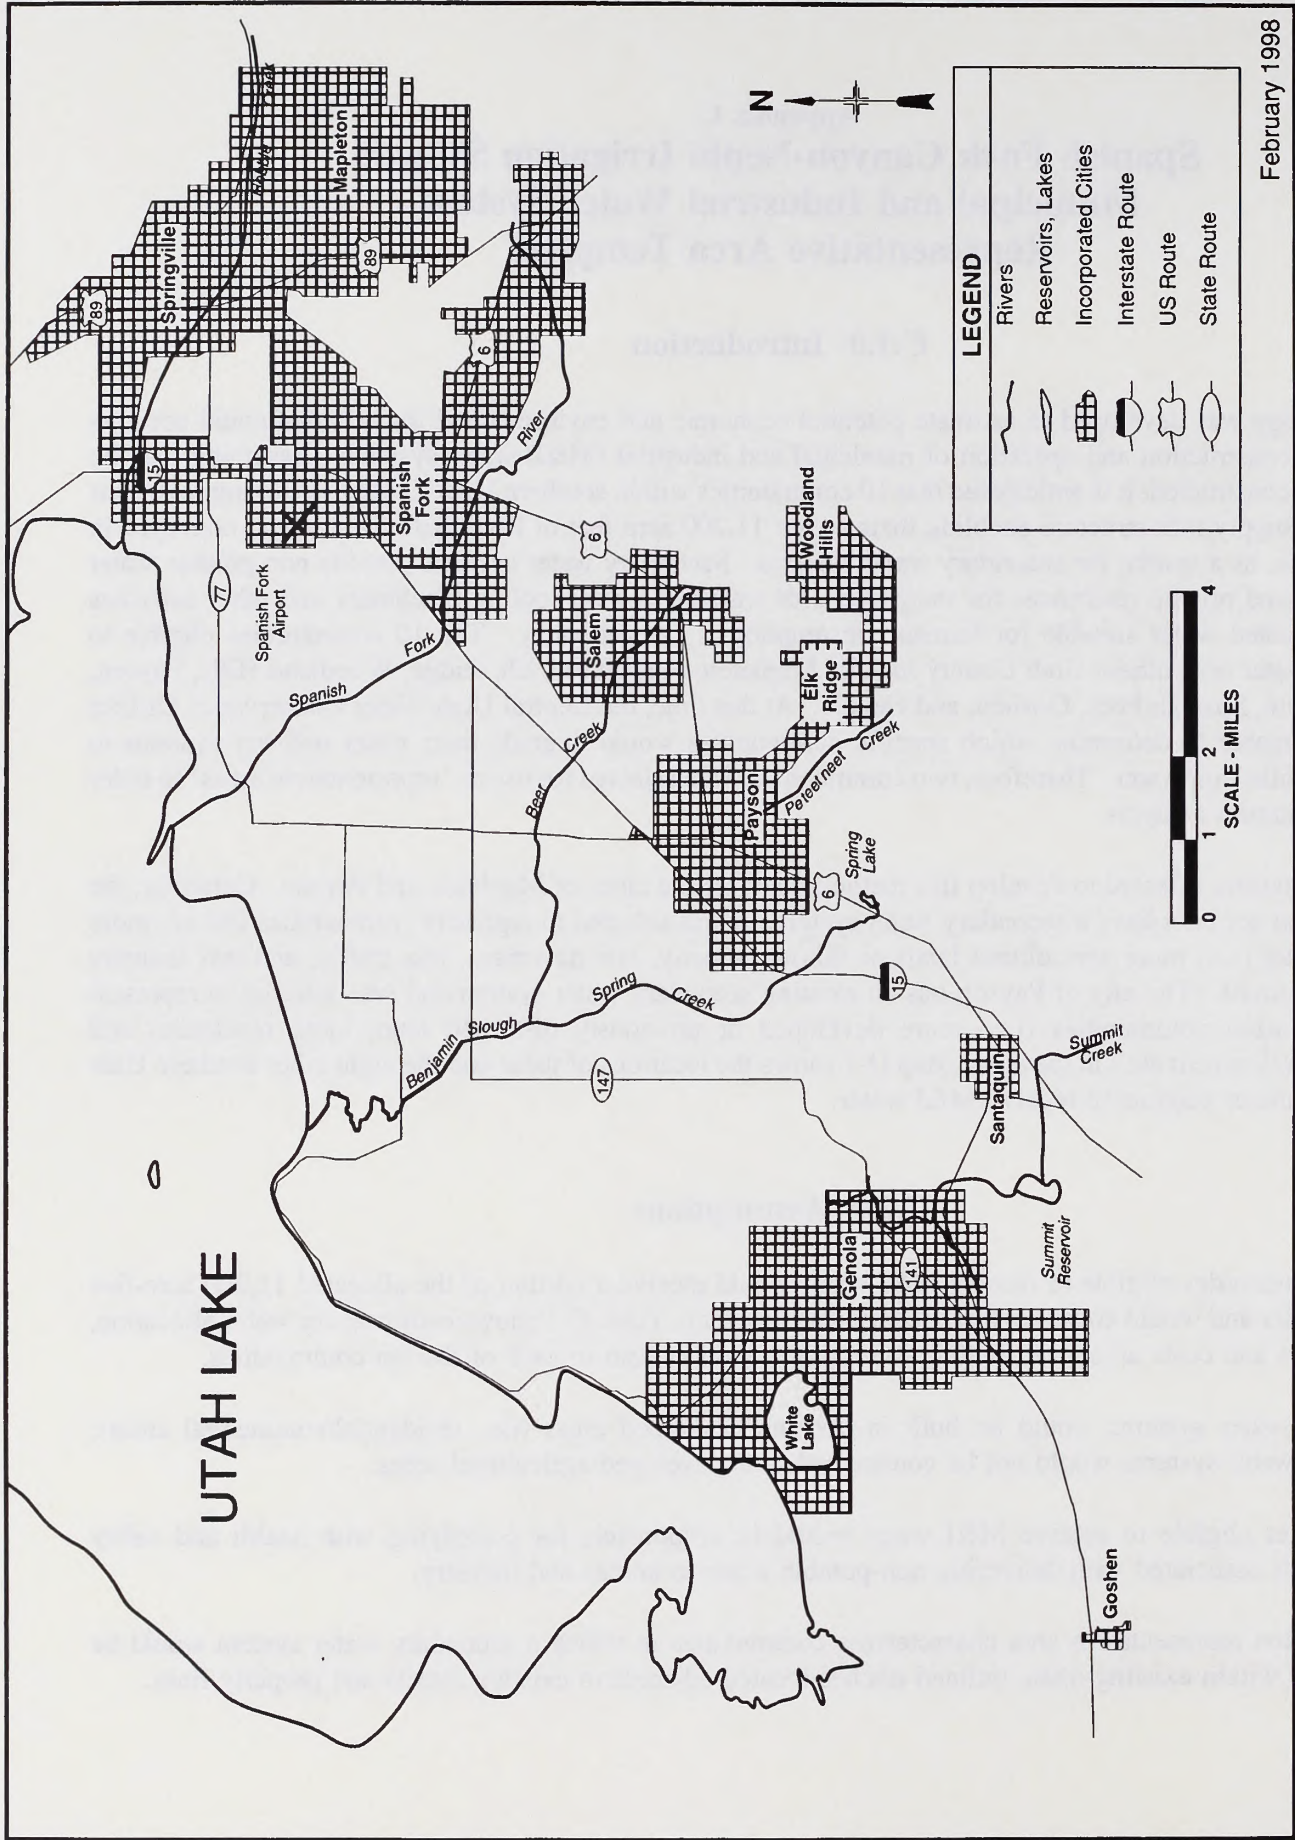 UTAH LAKE
89
Springville
Hobble
Creek
Mapleton
89
15
77
Spanish Fork
Airport
Spanish
Fork
6
River
Spanish
Fork
6
Salem
Woodland
Hills
Elk
Ridge
Beer
Creek
Payson
Peteetneet
Creek
Spring
Lake
6
Benjamin
Slough
Spring
Creek
15
147
Summit
Creek
Santaquin
Summit
Reservoir
Genola
141
White
Lake
Goshen
N
0
1
2
4
SCALE - MILES
LEGEND
Rivers
Reservoirs, Lakes
Incorporated Cities
Interstate Route
US Route
State Route
February 1998